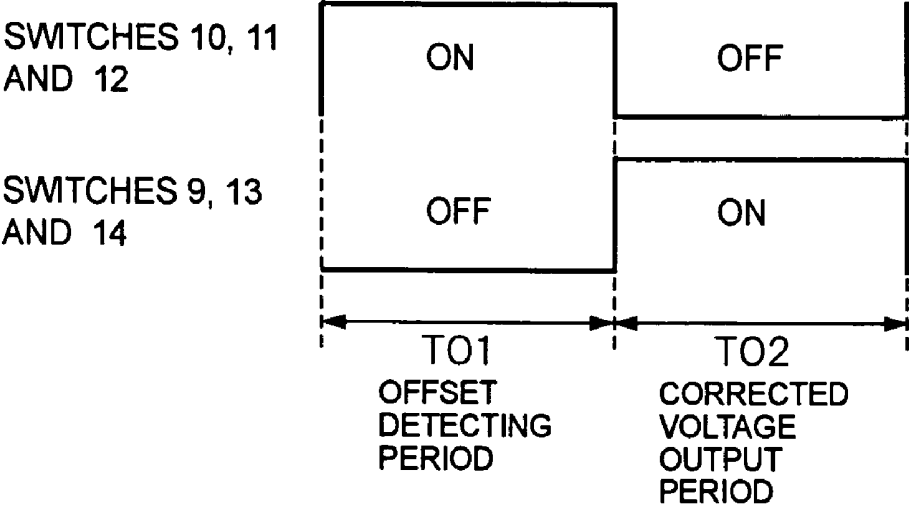 SWITCHES 10, 11
AND 12
ON
OFF
SWITCHES 9, 13
AND 14
OFF
ON
TO1
TO2
OFFSET
DETECTING
PERIOD
CORRECTED
VOLTAGE
OUTPUT
PERIOD